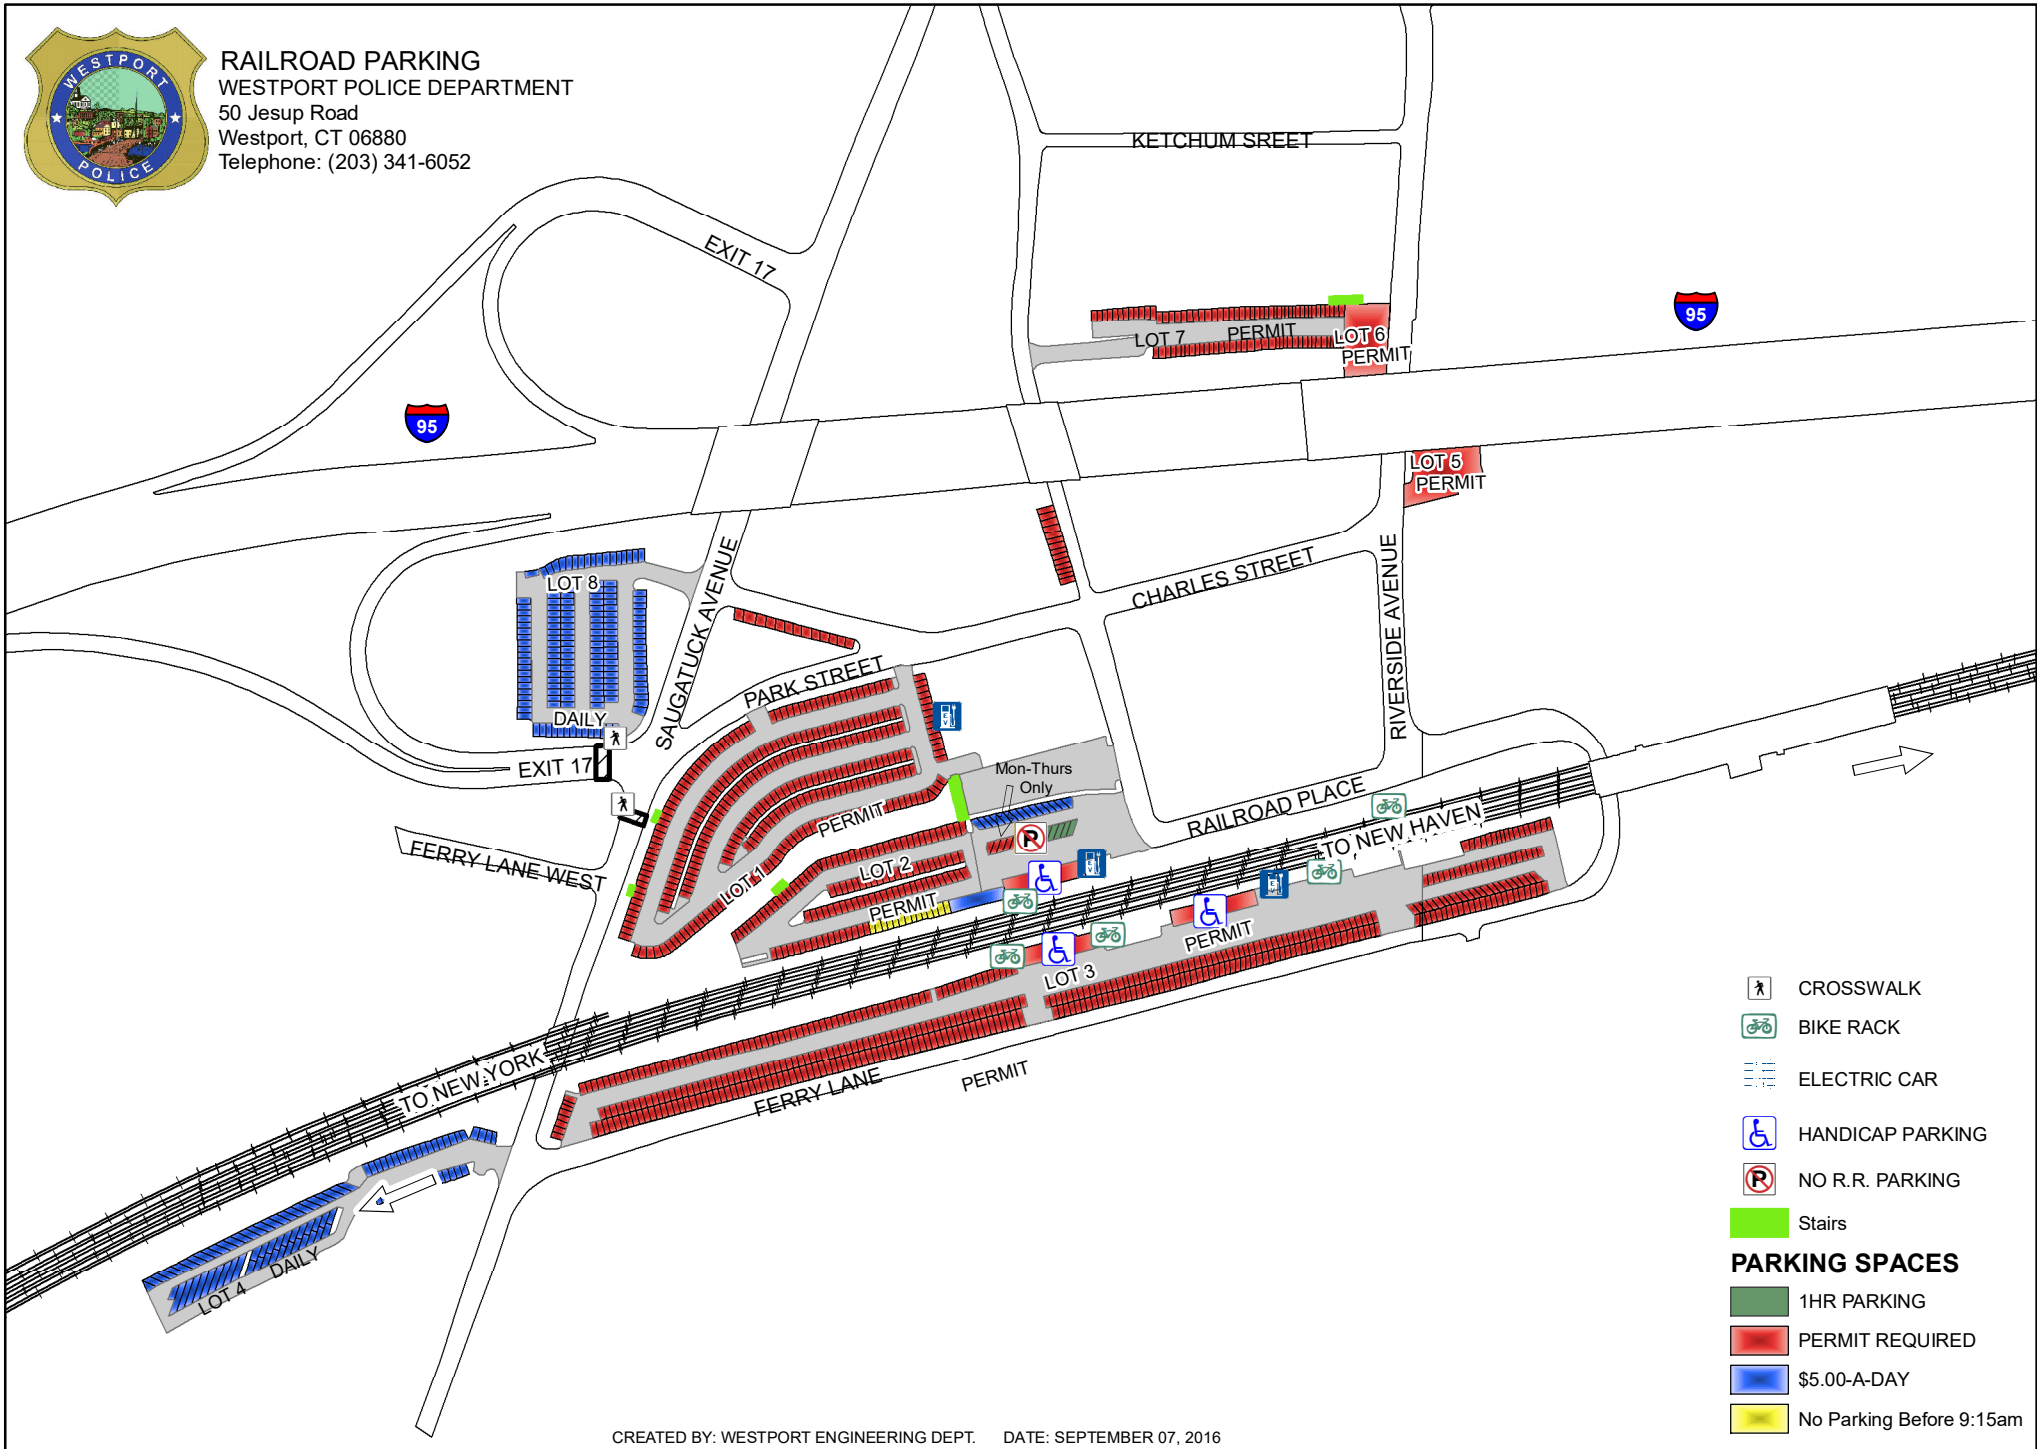 WESTPORT
POLICE
RAILROAD PARKING
WESTPORT POLICE DEPARTMENT
50 Jesup Road
Westport, CT 06880
Telephone: (203) 341-6052
KETCHUM SREET
EXIT 17
95
LOT 7
PERMIT
LOT 6
PERMIT
95
LOT 5
PERMIT
LOT 8
DAILY
SAUGATUCK AVENUE
CHARLES STREET
RIVERSIDE AVENUE
PARK STREET
EXIT 17
EV
Mon-Thurs
Only
PERMIT
P
RAILROAD PLACE
TO NEW HAVEN
FERRY LANE WEST
LOT 1
LOT 2
PERMIT
EV
EV
PERMIT
LOT 3
TO NEW YORK
FERRY LANE
PERMIT
LOT 4
DAILY
CROSSWALK
BIKE RACK
ELECTRIC CAR
HANDICAP PARKING
P
NO R.R. PARKING
Stairs
PARKING SPACES
1HR PARKING
PERMIT REQUIRED
$5.00-A-DAY
No Parking Before 9:15am
CREATED BY: WESTPORT ENGINEERING DEPT. DATE: SEPTEMBER 07, 2016